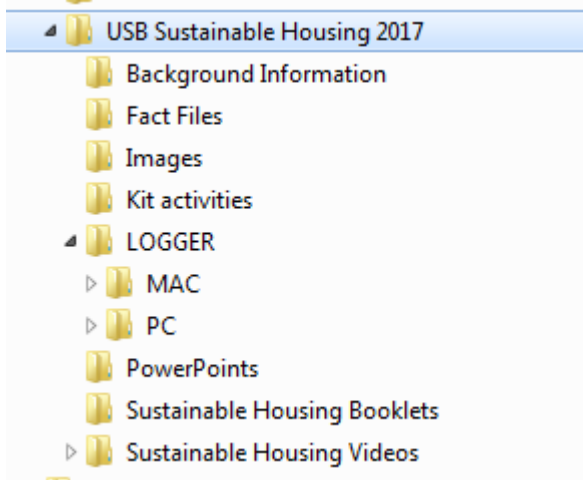 USB Sustainable Housing 2017
Background Information
Fact Files
Images
Kit activities
LOGGER
MAC
PC
PowerPoints
Sustainable Housing Booklets
Sustainable Housing Videos